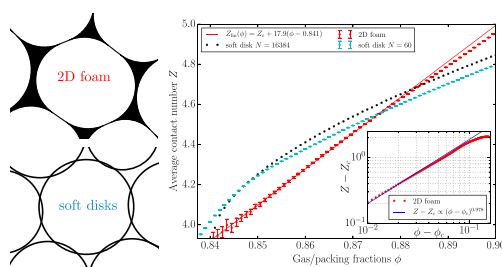 2D foam
soft disks
Z_lin(ϕ) = Z_c + 17.9(ϕ − 0.841)
soft disk N = 16384
2D foam
soft disk N = 60
Average contact number Z
5.0
4.8
4.6
4.4
4.2
4.0
0.84
0.85
0.86
0.87
0.88
0.89
0.90
Gas/packing fractions ϕ
Z − Z_c
10^0
10^−1
10^−2
10^−1
ϕ − ϕ_c
2D foam
Z − Z_c ∝ (ϕ − ϕ_c)^0.978